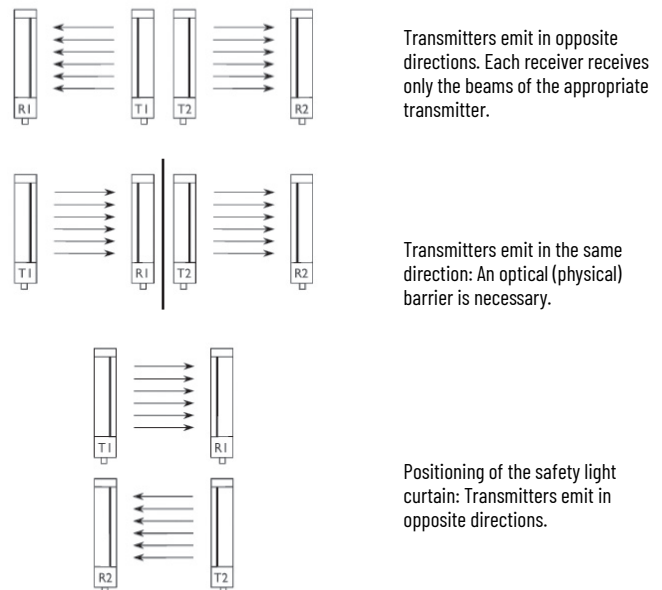 Transmitters emit in opposite
directions. Each receiver receives
only the beams of the appropriate
transmitter.
R1 T1 T2 R2
Transmitters emit in the same
direction: An optical (physical)
barrier is necessary.
T1 R1 T2 R2
T1 R1
Positioning of the safety light
curtain: Transmitters emit in
opposite directions.
R2 T2